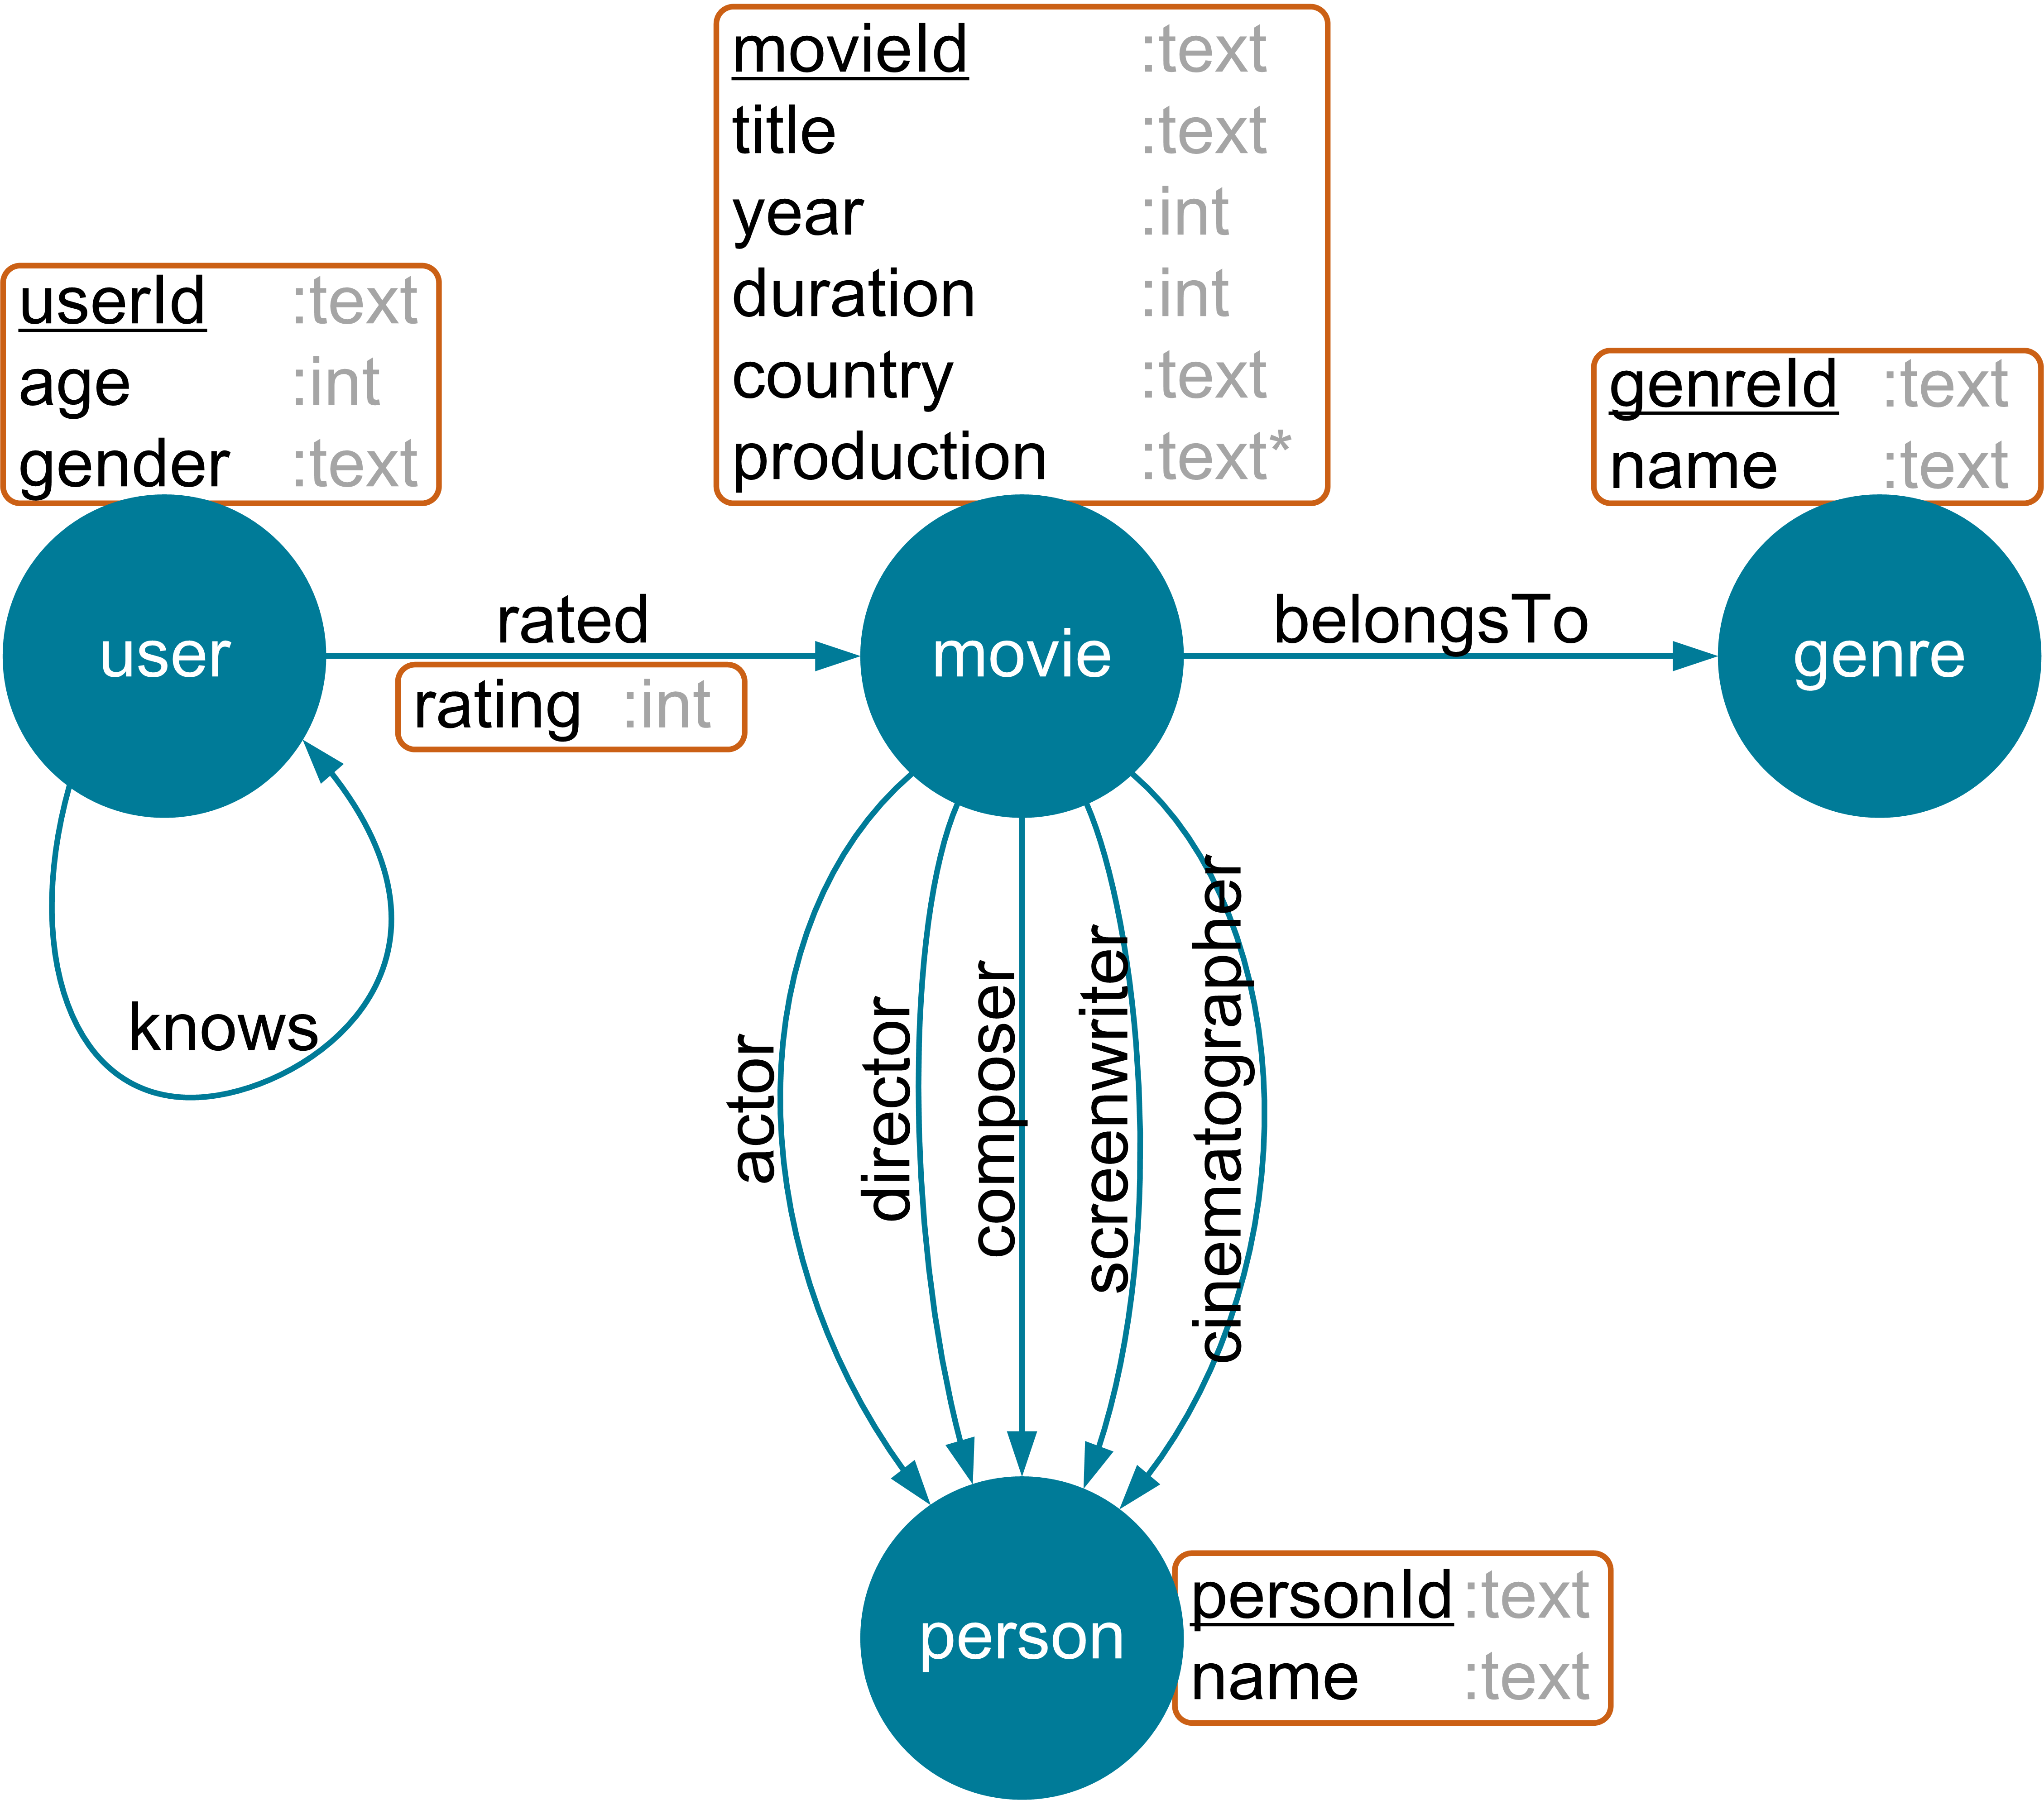 movieId :text
title :text
year :int
duration :int
country :text
production :text*
userId :text
age :int
gender :text
genreId :text
name :text
user
rated
rating :int
movie
belongsTo
genre
knows
actor
director
composer
screenwriter
cinematographer
person
personId :text
name :text